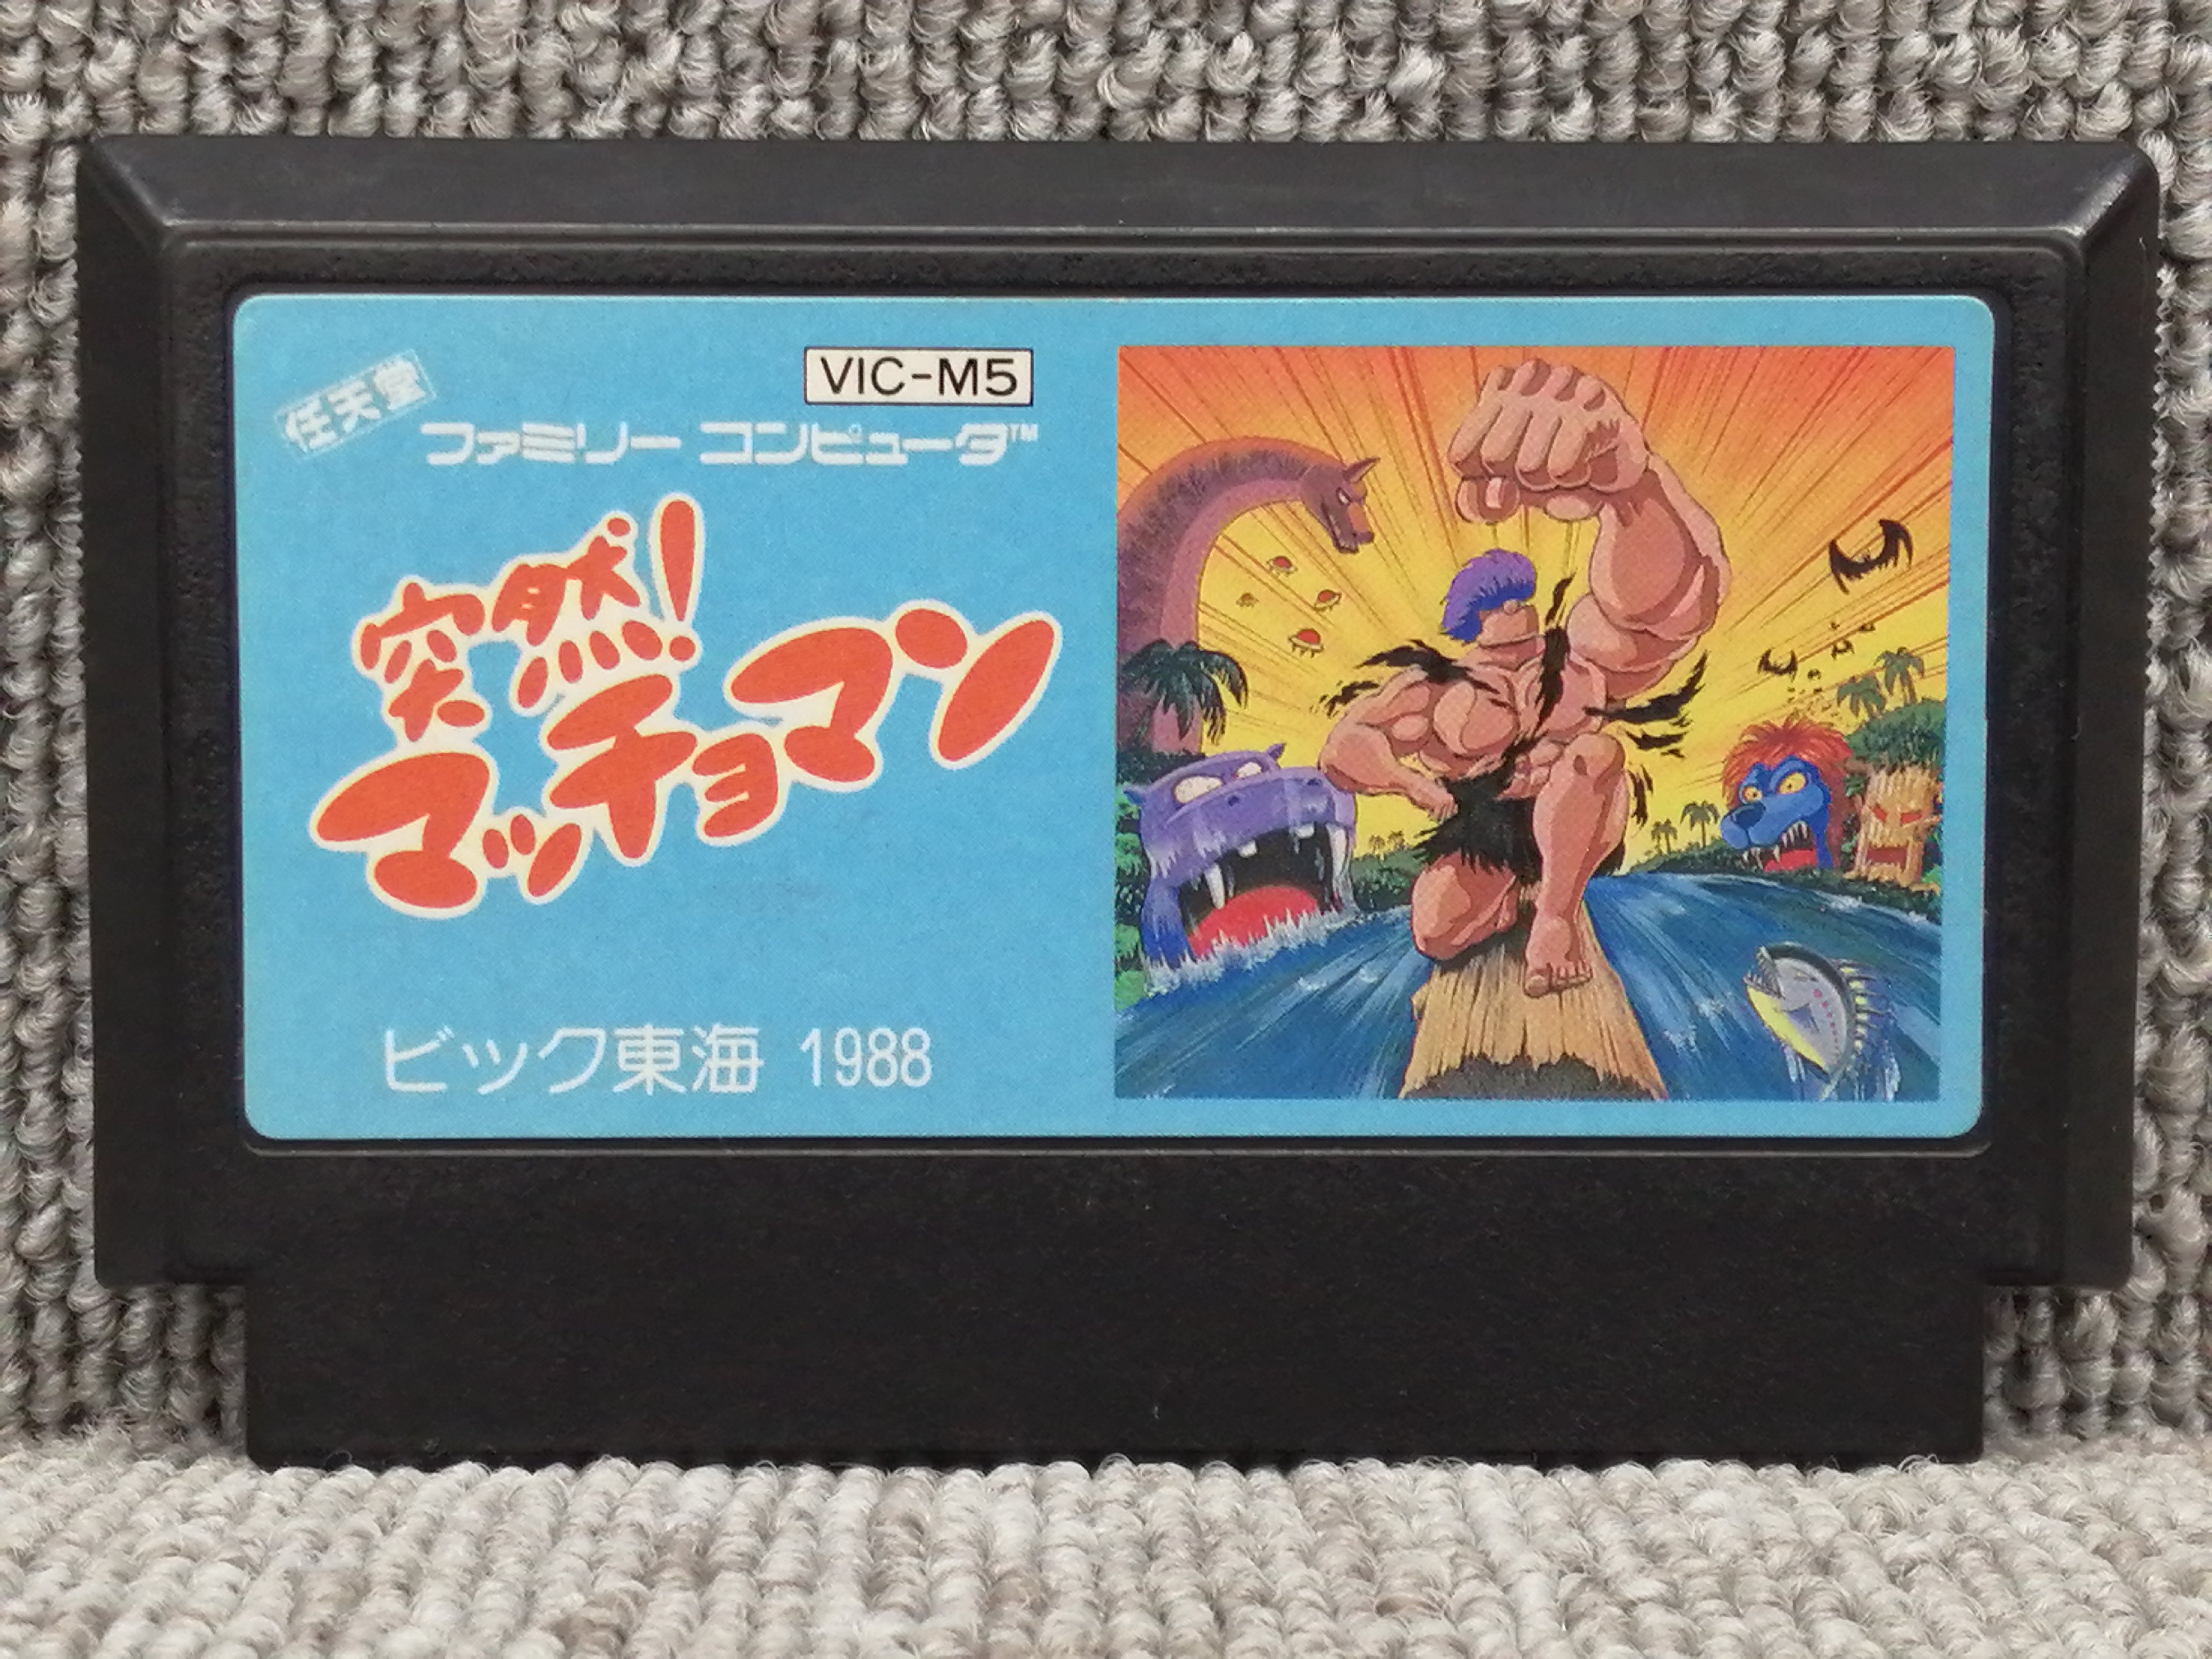 VIC-M5
任天堂
ファミリー コンピュータ™
突然!
マッチョマン
ビック東海 1988